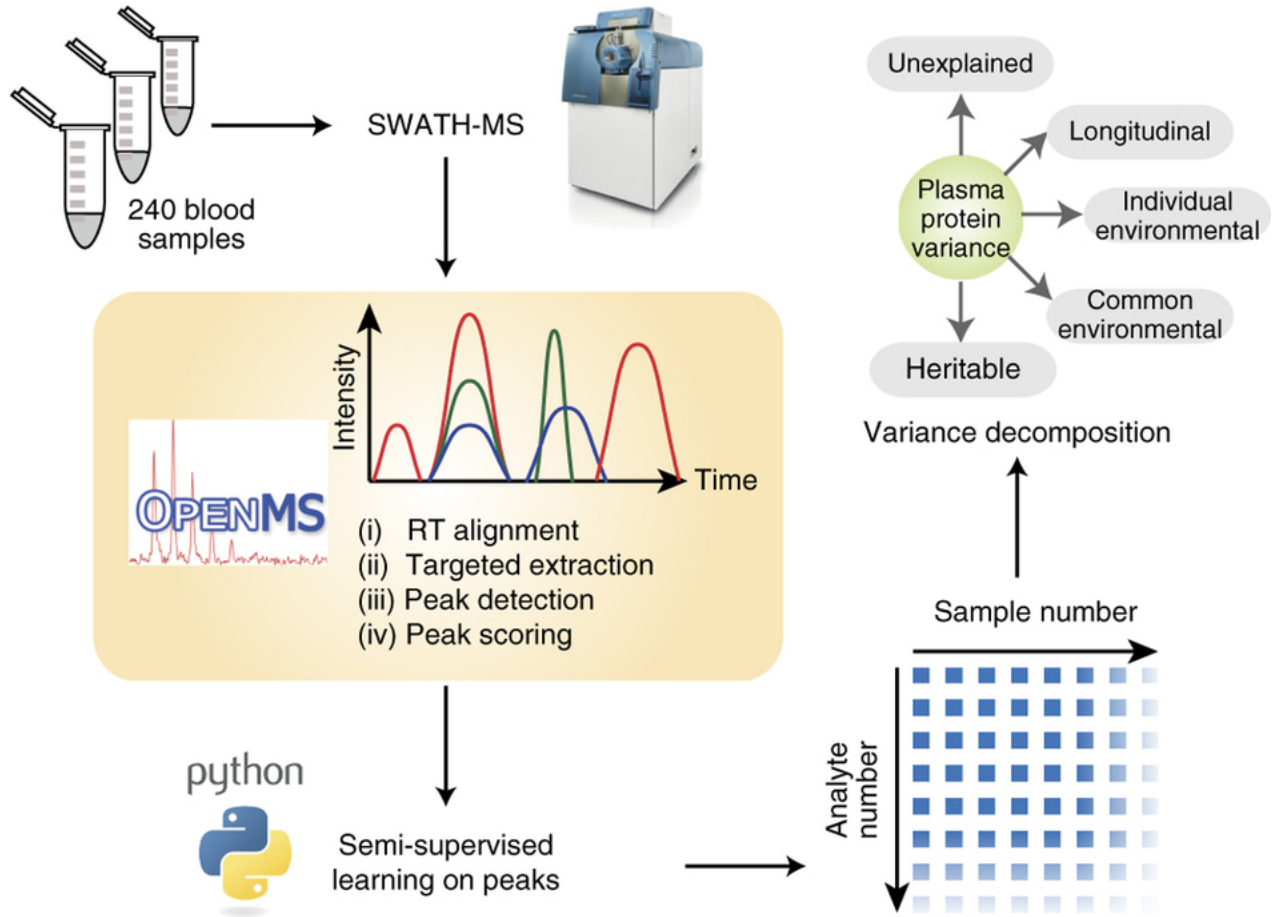 240 blood
samples
SWATH-MS
Intensity
Time
OPENMS
(i) RT alignment
(ii) Targeted extraction
(iii) Peak detection
(iv) Peak scoring
python
Semi-supervised
learning on peaks
Sample number
Analyte
number
Variance decomposition
Plasma
protein
variance
Unexplained
Longitudinal
Individual
environmental
Common
environmental
Heritable